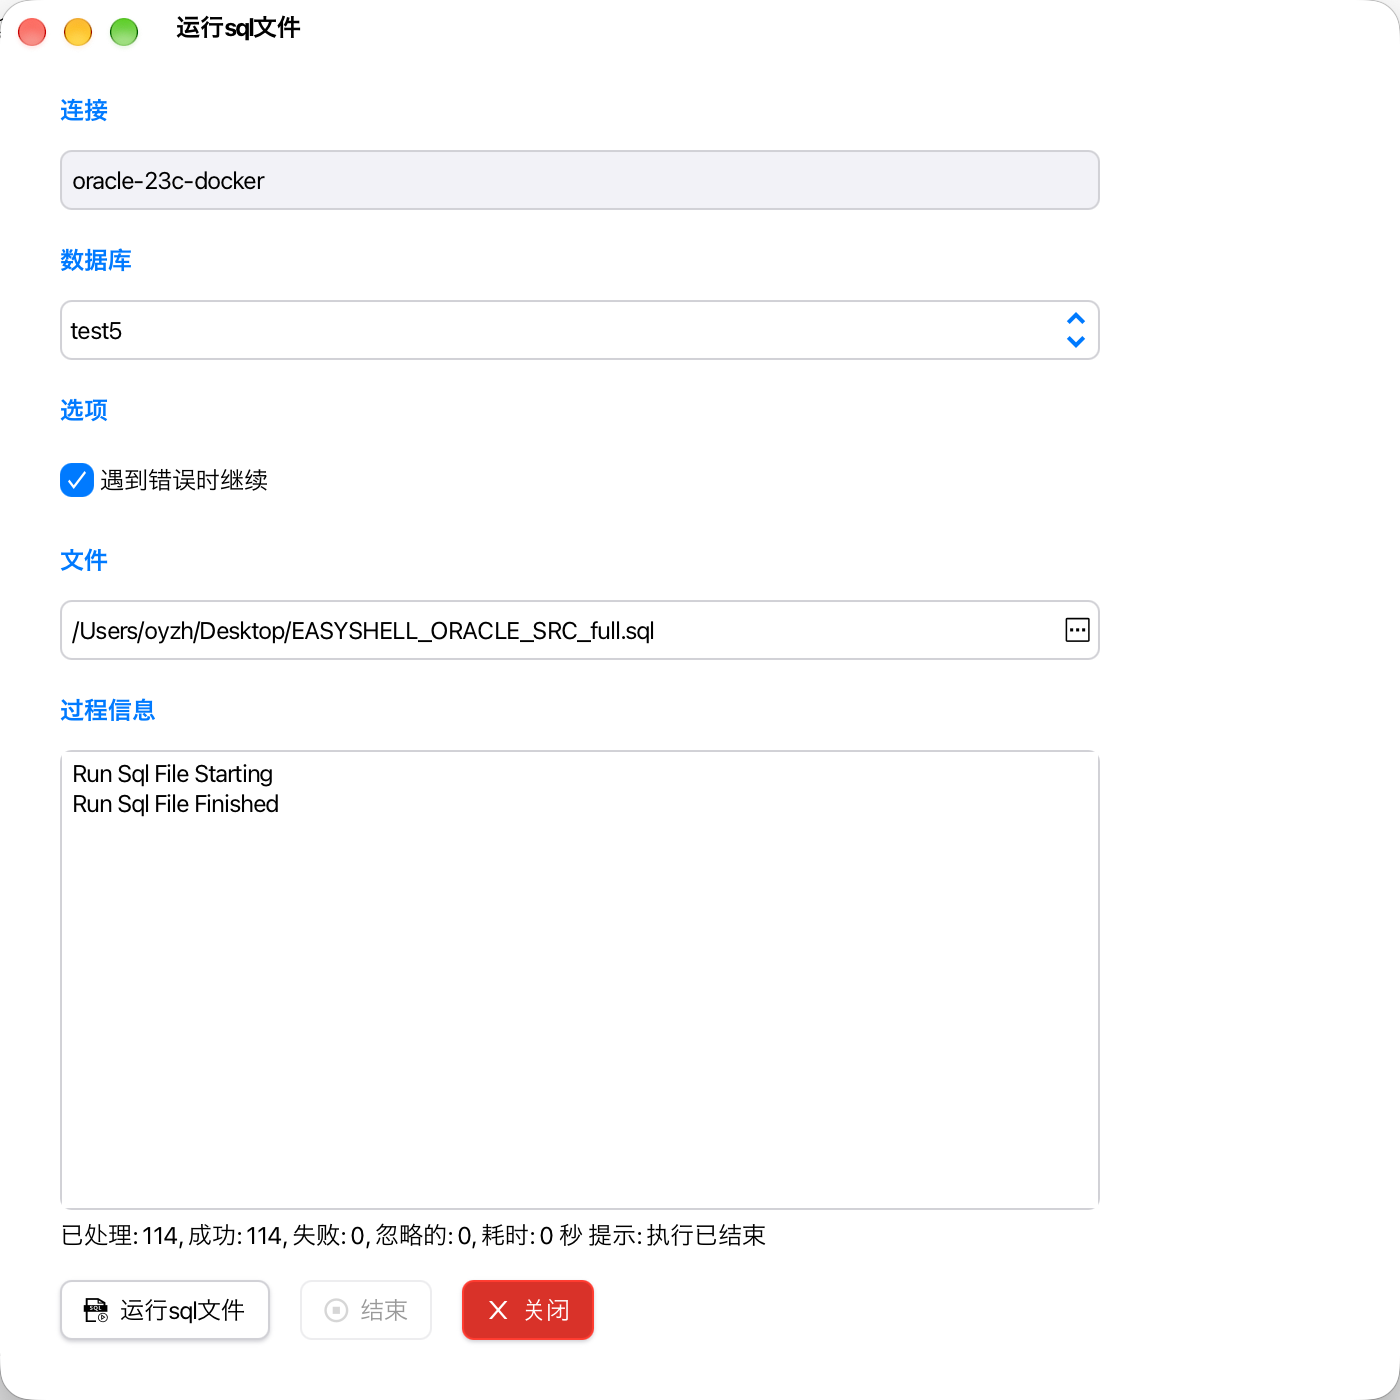 运行sql文件
连接
oracle-23c-docker
数据库
test5
选项
遇到错误时继续
文件
/Users/oyzh/Desktop/EASYSHELL_ORACLE_SRC_full.sql
过程信息
Run Sql File Starting
Run Sql File Finished
已处理: 114, 成功: 114, 失败: 0, 忽略的: 0, 耗时: 0 秒 提示: 执行已结束
运行sql文件 结束 关闭